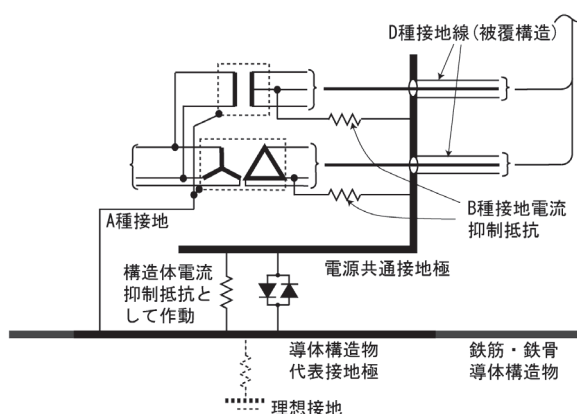 D種接地線(被覆構造)
A種接地
B種接地電流
抑制抵抗
電源共通接地極
構造体電流
抑制抵抗と
して作動
導体構造物
代表接地極
鉄筋・鉄骨
導体構造物
理想接地